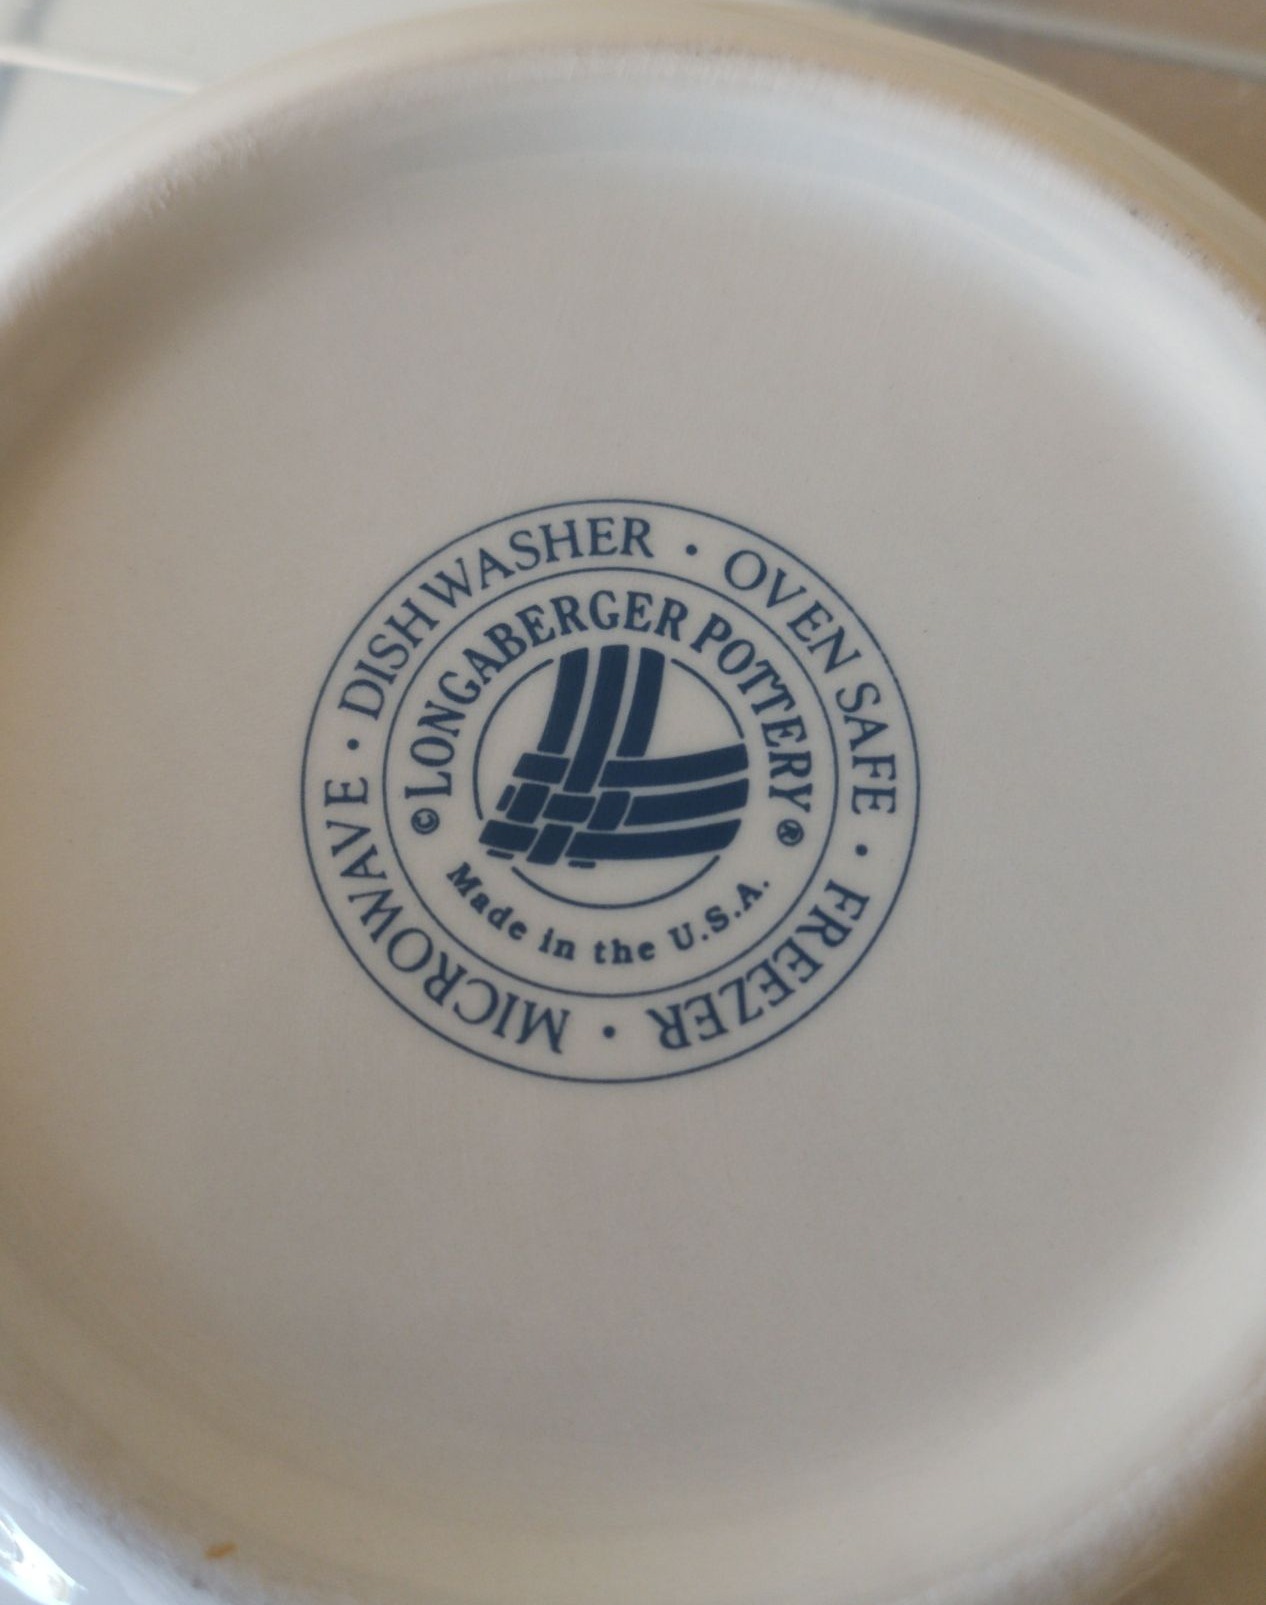 MICROWAVE · DISHWASHER · OVEN SAFE · FREEZER ·
© LONGABERGER POTTERY ®
Made in the U.S.A.